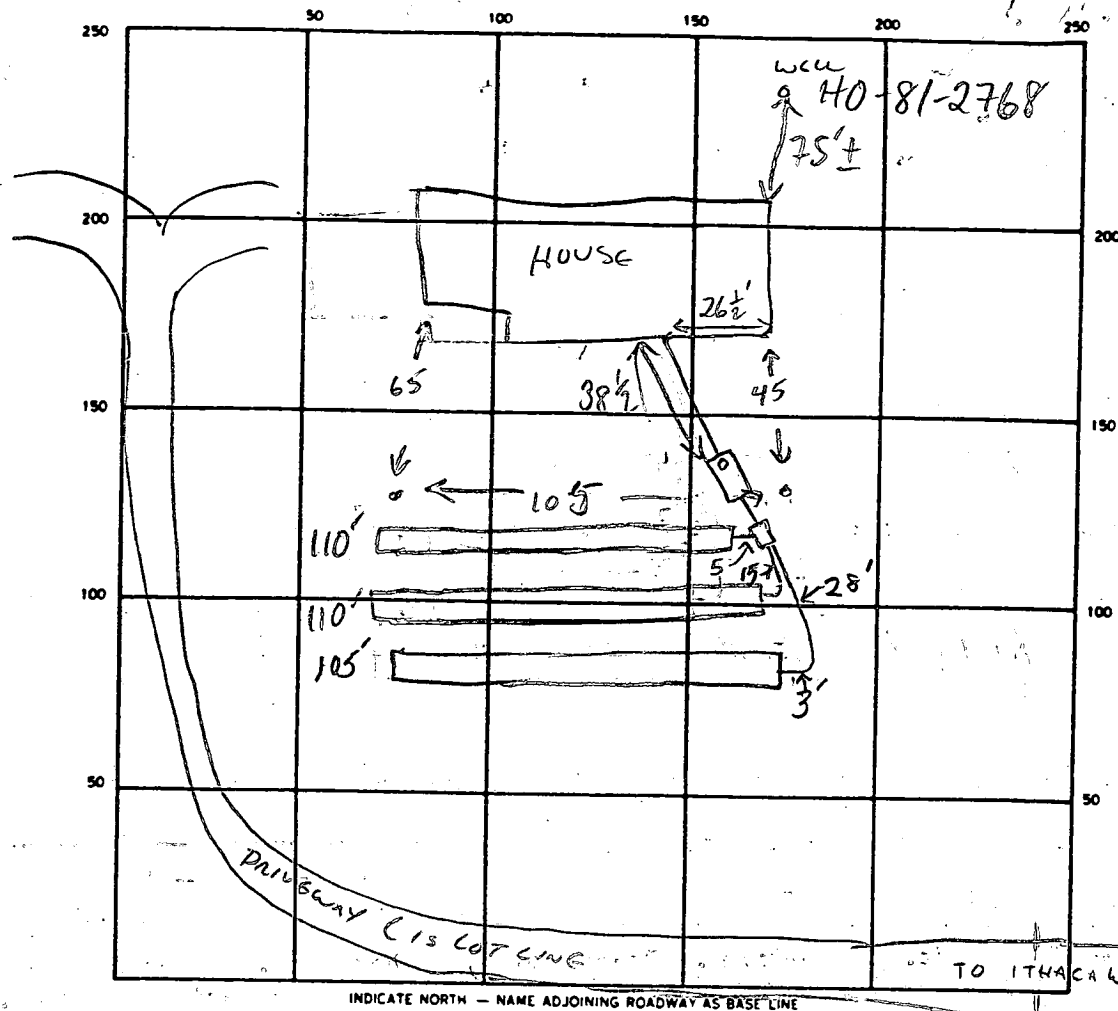 50 100 150 200 250
250
WELL
HO-81-2768
75'±
200 200
HOUSE
26½'
65
38½
45
150 150
105
110'
5 15
28'
100 100
110'
105'
3'
50 50
DRIVEWAY (IS LOT LINE
TO ITHACA
INDICATE NORTH — NAME ADJOINING ROADWAY AS BASE LINE